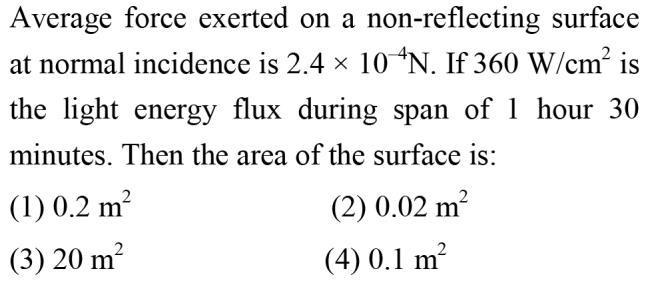 Average force exerted on a non-reflecting surface
at normal incidence is 2.4 × 10⁻⁴N. If 360 W/cm² is
the light energy flux during span of 1 hour 30
minutes. Then the area of the surface is:
(1) 0.2 m² (2) 0.02 m²
(3) 20 m² (4) 0.1 m²